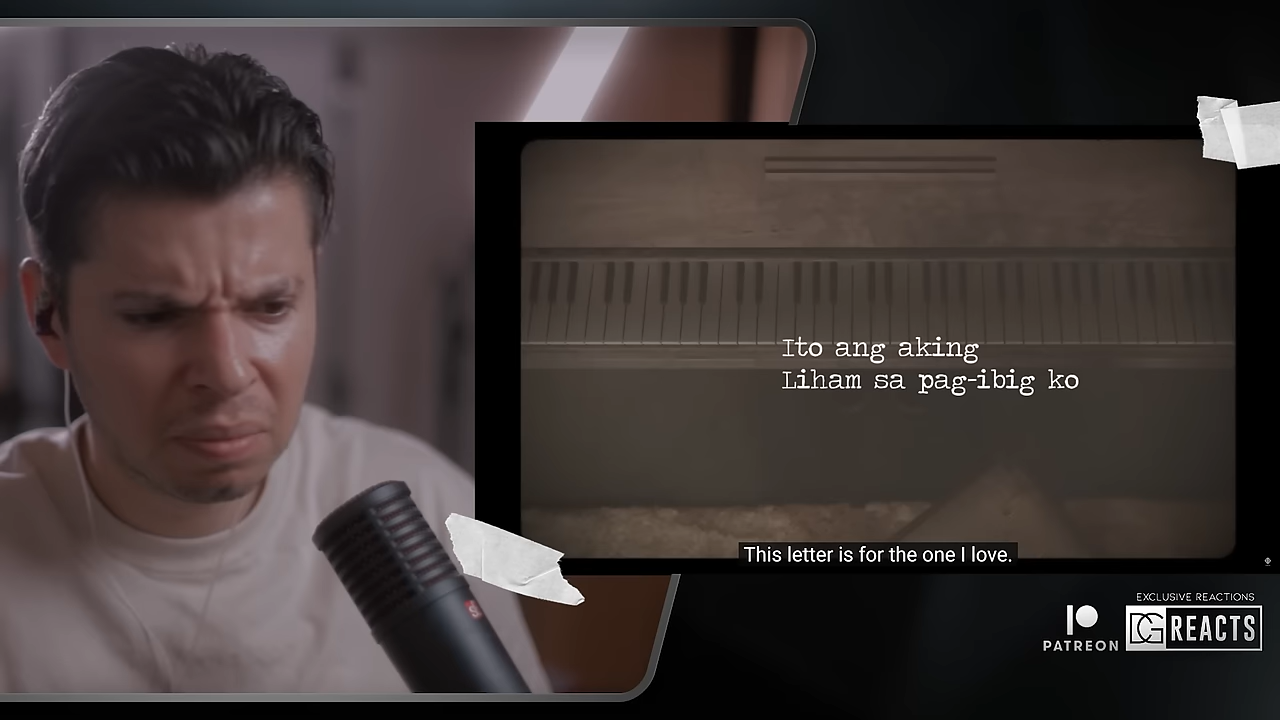 Ito ang aking
Liham sa pag-ibig ko
This letter is for the one I love.
EXCLUSIVE REACTIONS
PATREON
DG REACTS